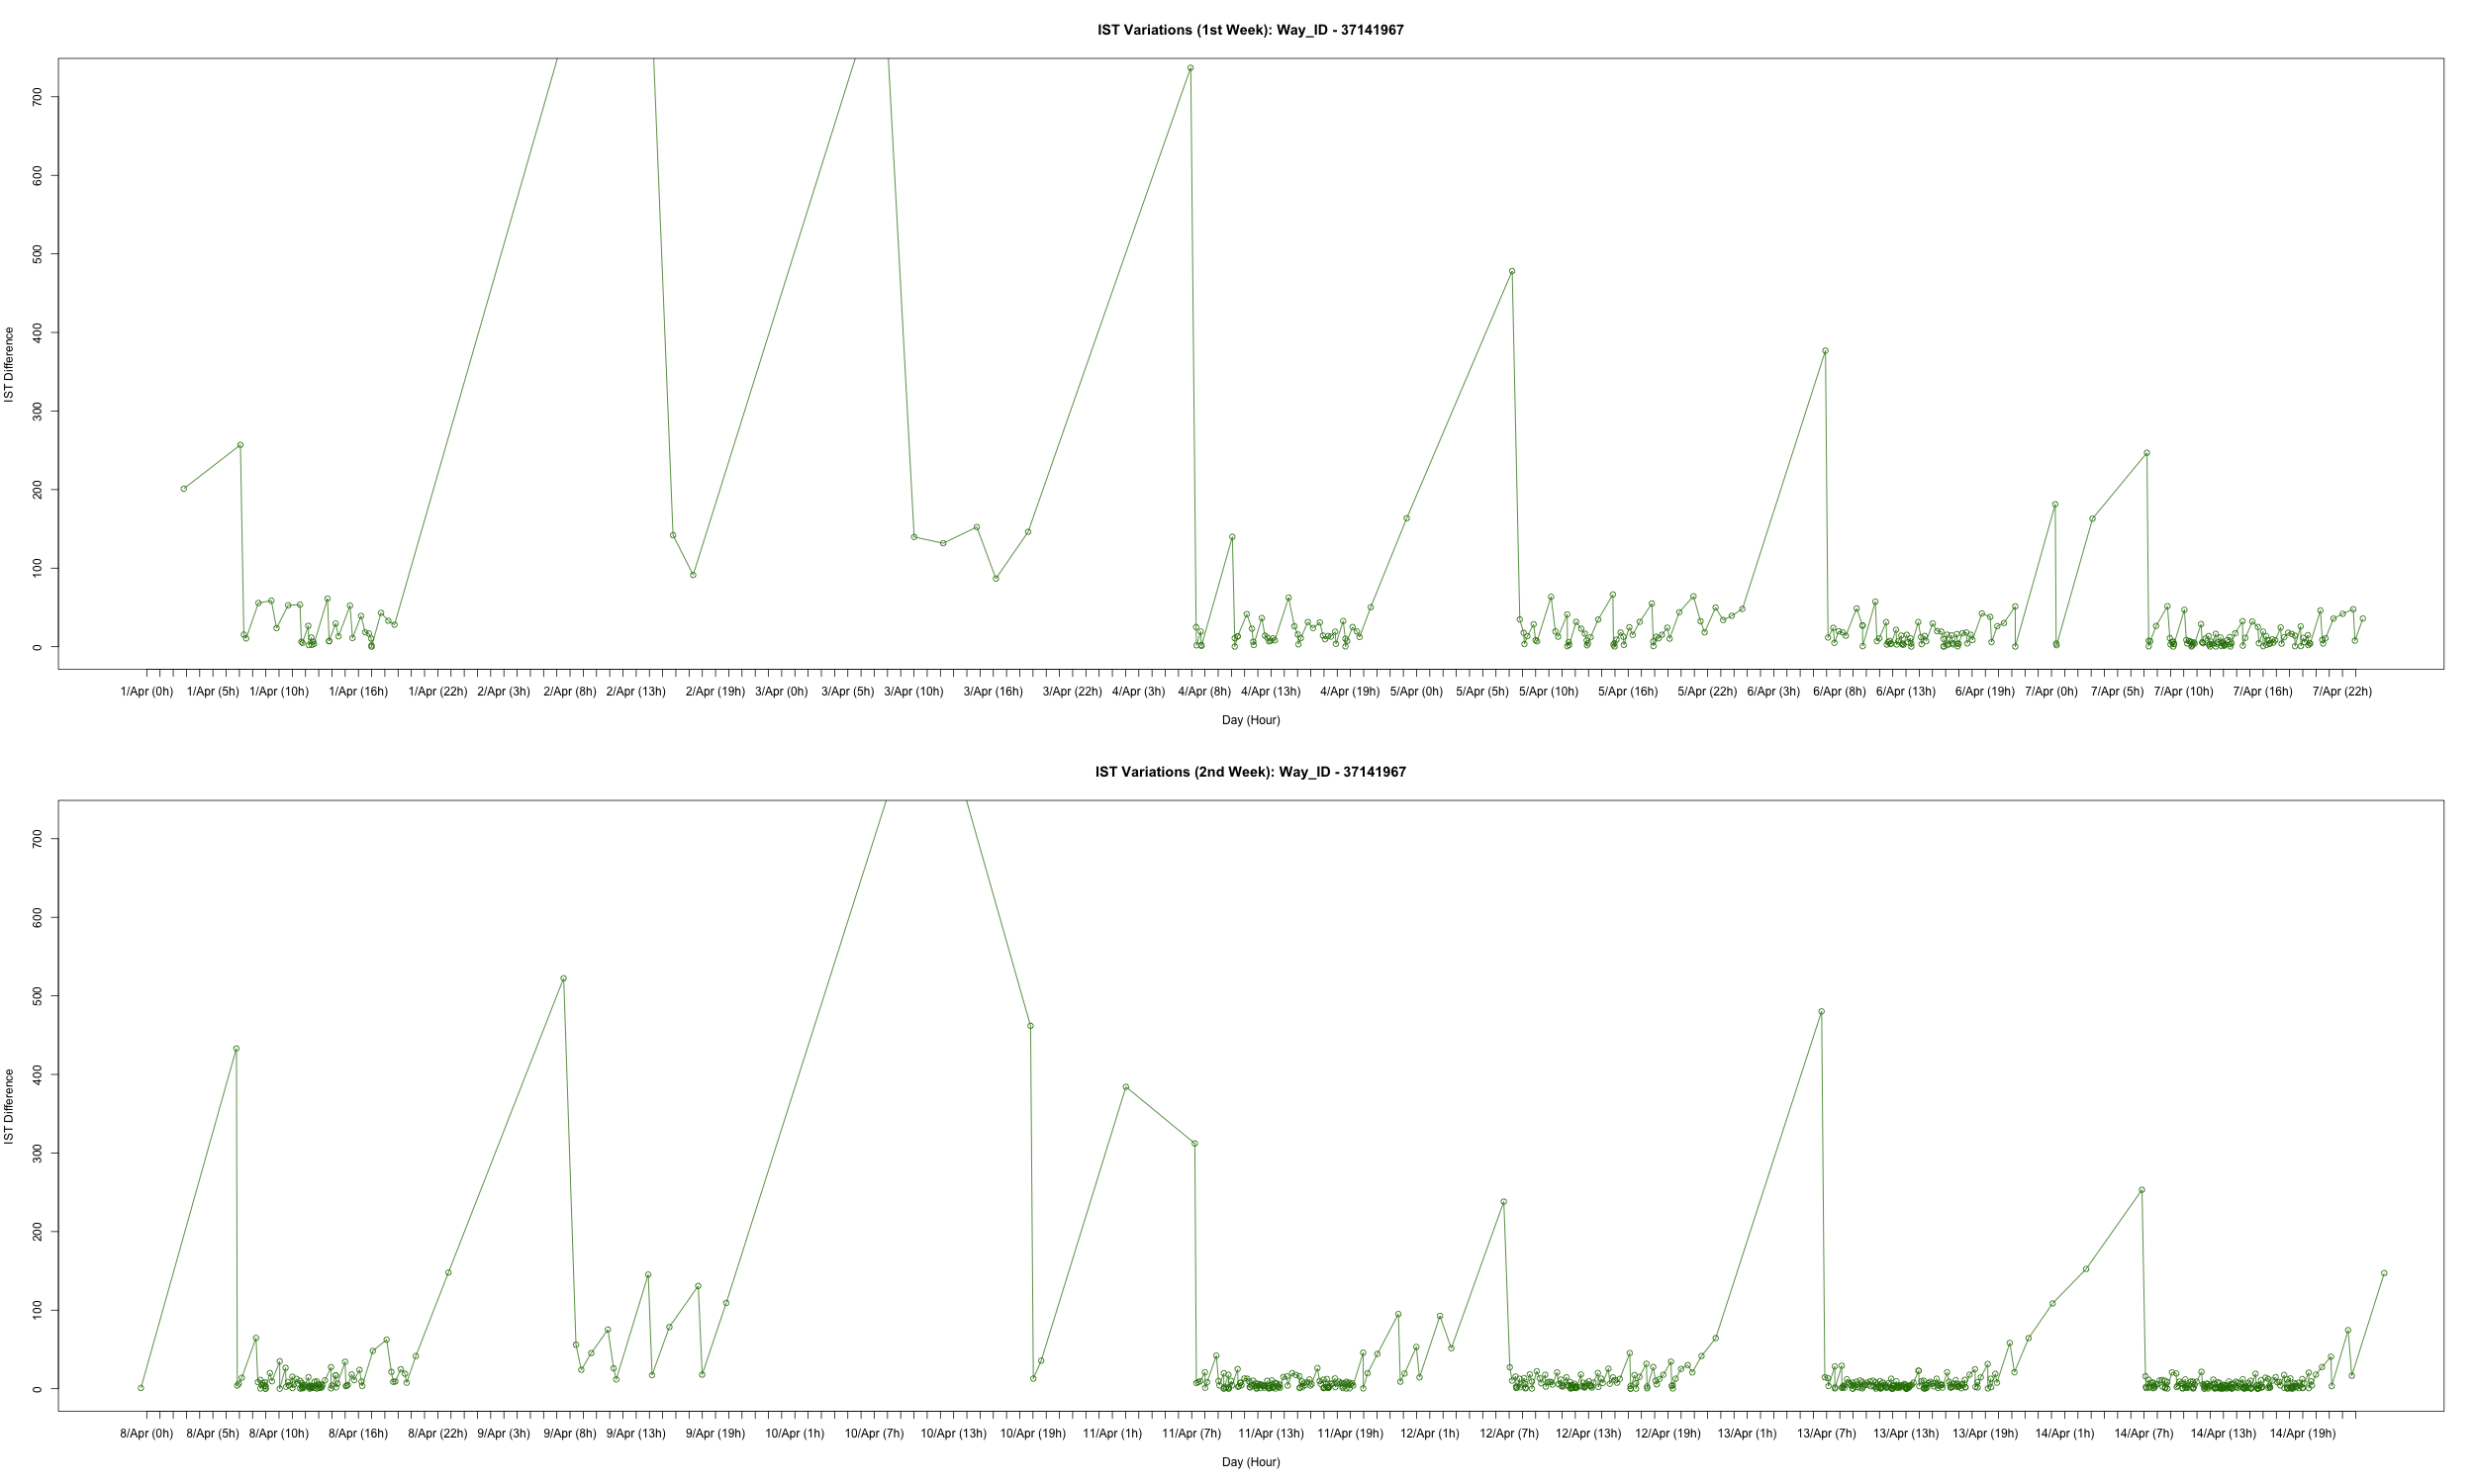 IST Variations (1st Week): Way_ID - 37141967
IST Difference
700
600
500
400
300
200
100
0
1/Apr (0h) 1/Apr (5h) 1/Apr (10h) 1/Apr (16h) 1/Apr (22h) 2/Apr (3h) 2/Apr (8h) 2/Apr (13h) 2/Apr (19h) 3/Apr (0h) 3/Apr (5h) 3/Apr (10h) 3/Apr (16h) 3/Apr (22h) 4/Apr (3h) 4/Apr (8h) 4/Apr (13h) 4/Apr (19h) 5/Apr (0h) 5/Apr (5h) 5/Apr (10h) 5/Apr (16h) 5/Apr (22h) 6/Apr (3h) 6/Apr (8h) 6/Apr (13h) 6/Apr (19h) 7/Apr (0h) 7/Apr (5h) 7/Apr (10h) 7/Apr (16h) 7/Apr (22h)
Day (Hour)
IST Variations (2nd Week): Way_ID - 37141967
IST Difference
700
600
500
400
300
200
100
0
8/Apr (0h) 8/Apr (5h) 8/Apr (10h) 8/Apr (16h) 8/Apr (22h) 9/Apr (3h) 9/Apr (8h) 9/Apr (13h) 9/Apr (19h) 10/Apr (1h) 10/Apr (7h) 10/Apr (13h) 10/Apr (19h) 11/Apr (1h) 11/Apr (7h) 11/Apr (13h) 11/Apr (19h) 12/Apr (1h) 12/Apr (7h) 12/Apr (13h) 12/Apr (19h) 13/Apr (1h) 13/Apr (7h) 13/Apr (13h) 13/Apr (19h) 14/Apr (1h) 14/Apr (7h) 14/Apr (13h) 14/Apr (19h)
Day (Hour)